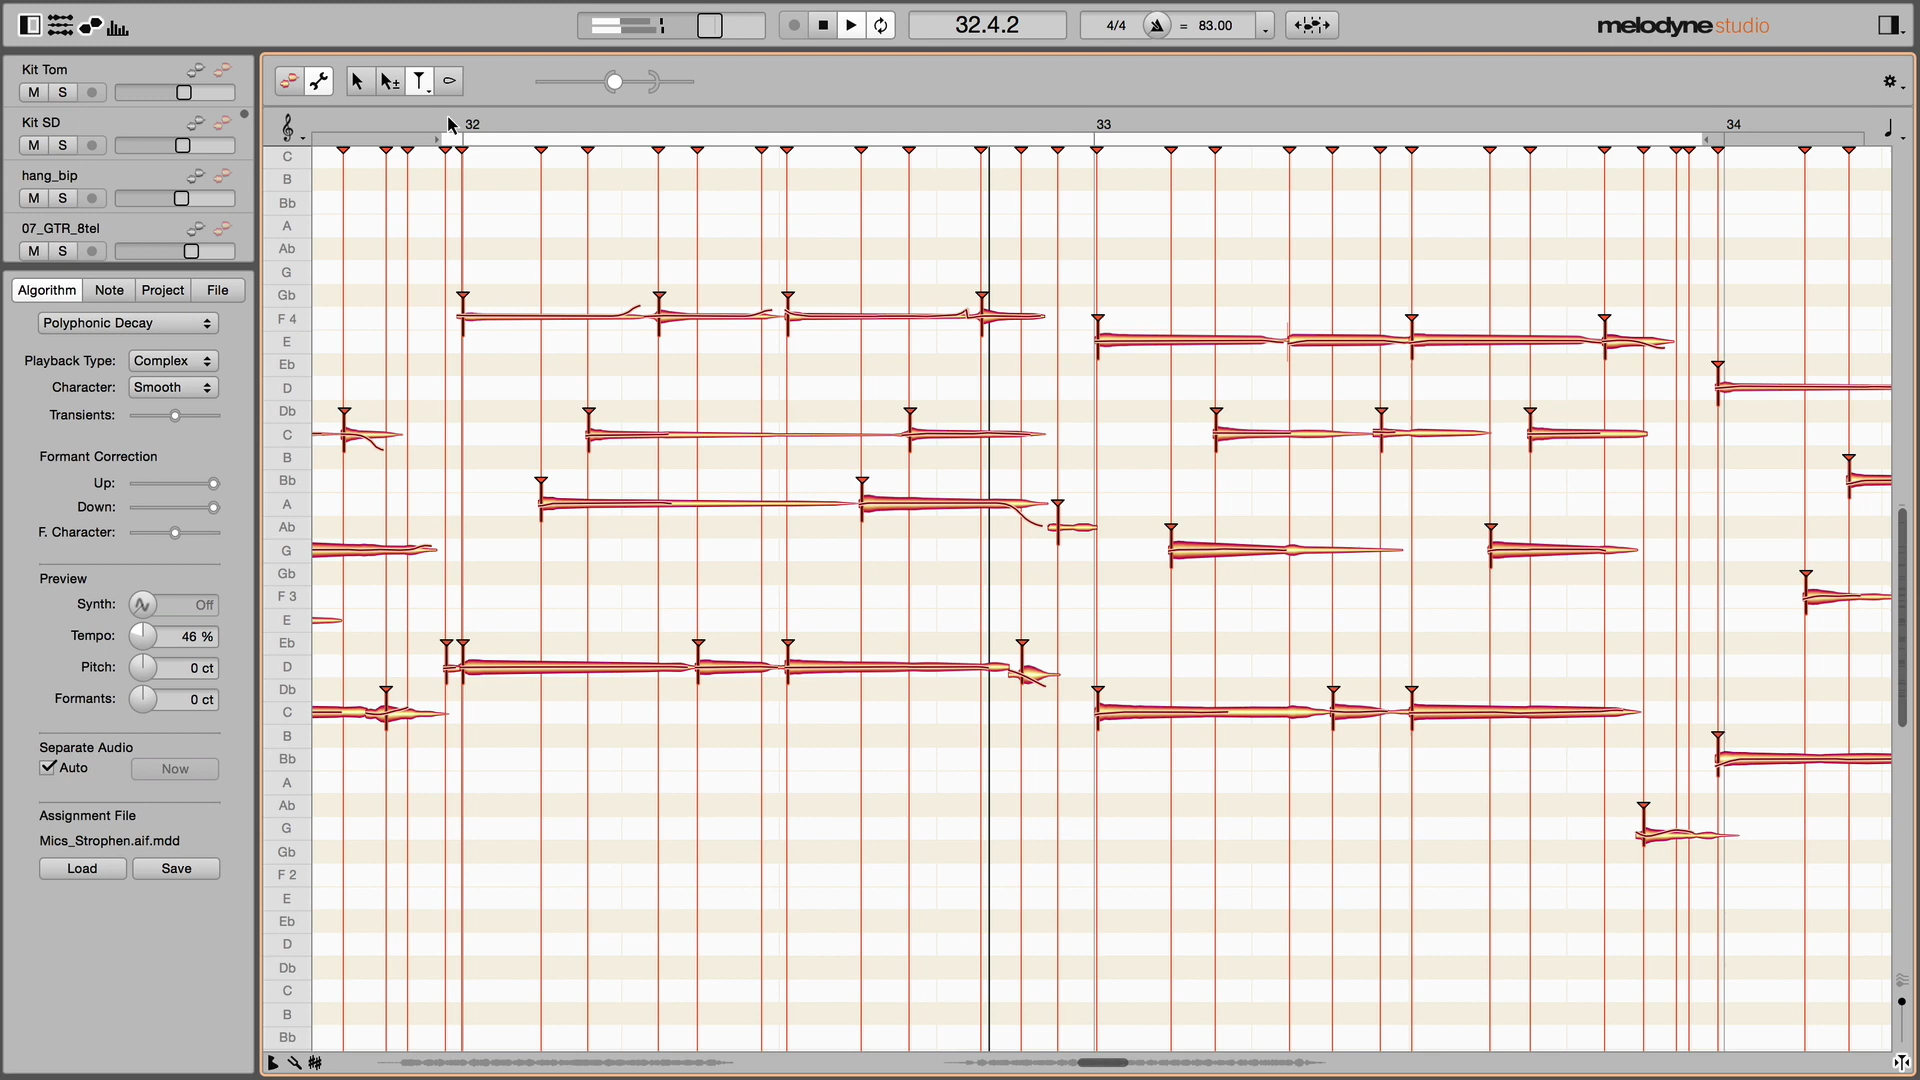 32.4.2
4/4 = 83.00
melodyne studio
Kit Tom
M S
Kit SD
M S
hang_bip
M S
07_GTR_8tel
M S
Algorithm Note Project File
Polyphonic Decay
Playback Type: Complex
Character: Smooth
Transients:
Formant Correction
Up:
Down:
F. Character:
Preview
Synth: Off
Tempo: 46 %
Pitch: 0 ct
Formants: 0 ct
Separate Audio
Auto Now
Assignment File
Mics_Strophen.aif.mdd
Load Save
32 33 34
C
B
Bb
A
Ab
G
Gb
F 4
E
Eb
D
Db
C
B
Bb
A
Ab
G
Gb
F 3
E
Eb
D
Db
C
B
Bb
A
Ab
G
Gb
F 2
E
Eb
D
Db
C
B
Bb